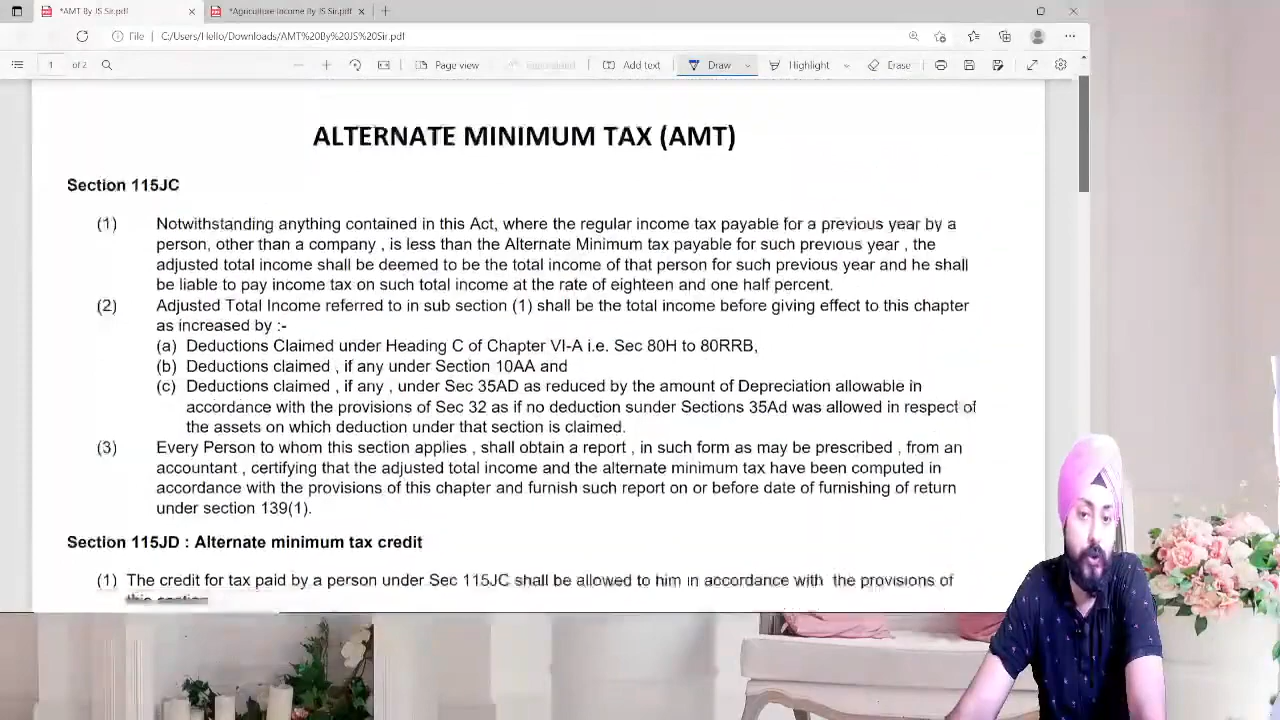 *AMT By JS Sir.pdf
*Agriculture Income By JS Sir.pdf
File
C:/Users/Hello/Downloads/AMT%20By%20JS%20Sir.pdf
1 of 2
Page view
Add text
Draw
Highlight
Erase
ALTERNATE MINIMUM TAX (AMT)
Section 115JC
(1) Notwithstanding anything contained in this Act, where the regular income tax payable for a previous year by a
person, other than a company , is less than the Alternate Minimum tax payable for such previous year , the
adjusted total income shall be deemed to be the total income of that person for such previous year and he shall
be liable to pay income tax on such total income at the rate of eighteen and one half percent.
(2) Adjusted Total Income referred to in sub section (1) shall be the total income before giving effect to this chapter
as increased by :-
(a) Deductions Claimed under Heading C of Chapter VI-A i.e. Sec 80H to 80RRB,
(b) Deductions claimed , if any under Section 10AA and
(c) Deductions claimed , if any , under Sec 35AD as reduced by the amount of Depreciation allowable in
accordance with the provisions of Sec 32 as if no deduction sunder Sections 35Ad was allowed in respect of
the assets on which deduction under that section is claimed.
(3) Every Person to whom this section applies , shall obtain a report , in such form as may be prescribed , from an
accountant , certifying that the adjusted total income and the alternate minimum tax have been computed in
accordance with the provisions of this chapter and furnish such report on or before date of furnishing of return
under section 139(1).
Section 115JD : Alternate minimum tax credit
(1) The credit for tax paid by a person under Sec 115JC shall be allowed to him in accordance with the provisions of